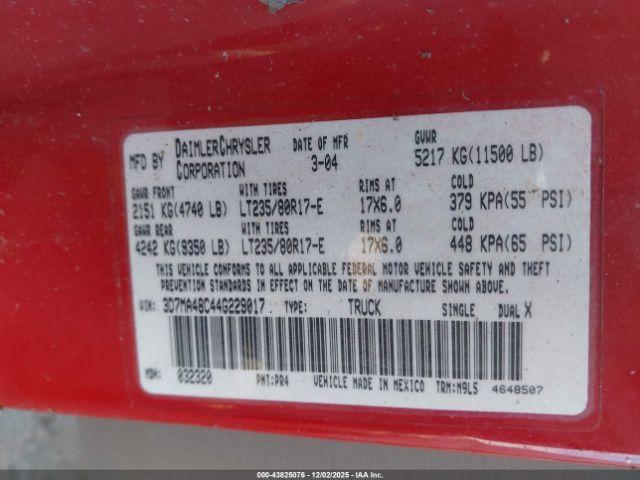 MFD BY DAIMLERCHRYSLER CORPORATION DATE OF MFR 3-04 GVWR 5217 KG(11500 LB)
GAWR FRONT WITH TIRES RIMS AT COLD
2151 KG(4740 LB) LT235/80R17-E 17X6.0 379 KPA(55 PSI)
GAWR REAR WITH TIRES RIMS AT COLD
4242 KG(9350 LB) LT235/80R17-E 17X6.0 448 KPA(65 PSI)
THIS VEHICLE CONFORMS TO ALL APPLICABLE FEDERAL MOTOR VEHICLE SAFETY AND THEFT
PREVENTION STANDARDS IN EFFECT ON THE DATE OF MANUFACTURE SHOWN ABOVE.
VIN: 3D7MA48C44G229017 TYPE: TRUCK SINGLE DUAL X
MDH: 032320 PNT:PR4 VEHICLE MADE IN MEXICO TRM:M9L5 4648507
000-43825076 - 12/02/2025 - IAAI, Inc.